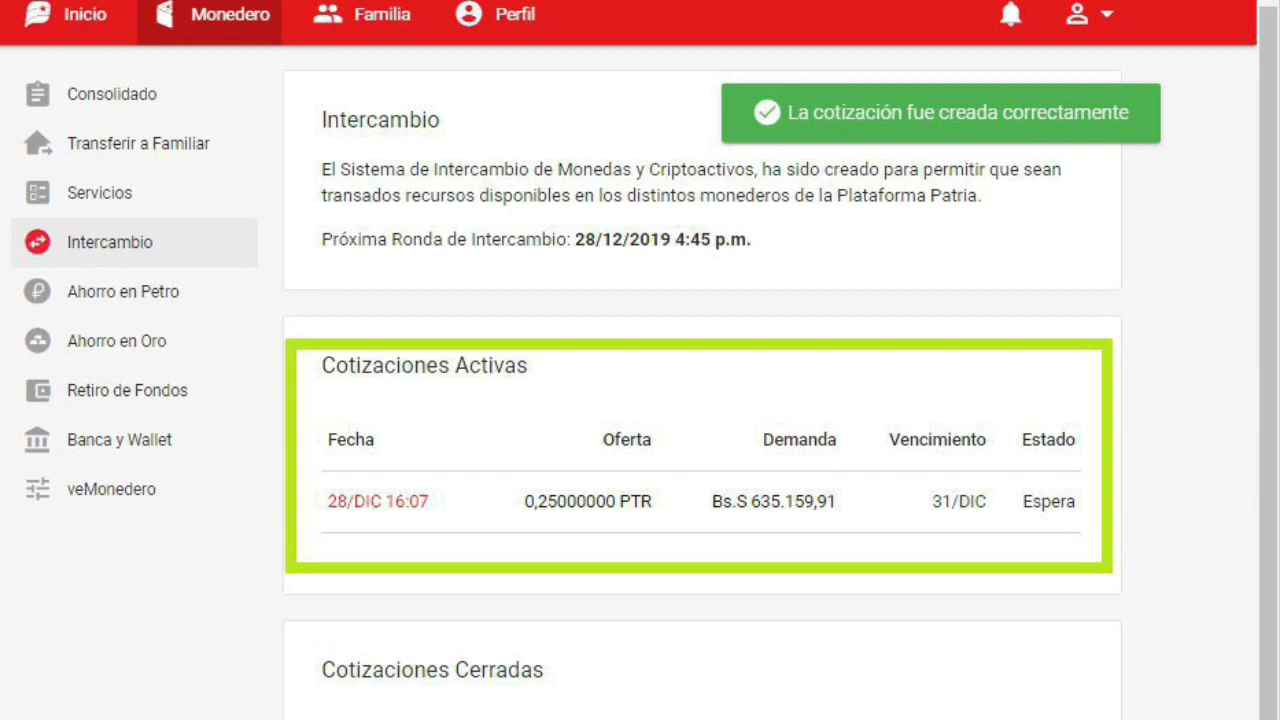 Inicio
Monedero
Familia
Perfil
Consolidado
Transferir a Familiar
Servicios
Intercambio
Ahorro en Petro
Ahorro en Oro
Retiro de Fondos
Banca y Wallet
veMonedero
Intercambio
La cotización fue creada correctamente
El Sistema de Intercambio de Monedas y Criptoactivos, ha sido creado para permitir que sean
transados recursos disponibles en los distintos monederos de la Plataforma Patria.
Próxima Ronda de Intercambio: 28/12/2019 4:45 p.m.
Cotizaciones Activas
Fecha Oferta Demanda Vencimiento Estado
28/DIC 16:07 0,25000000 PTR Bs.S 635.159,91 31/DIC Espera
Cotizaciones Cerradas